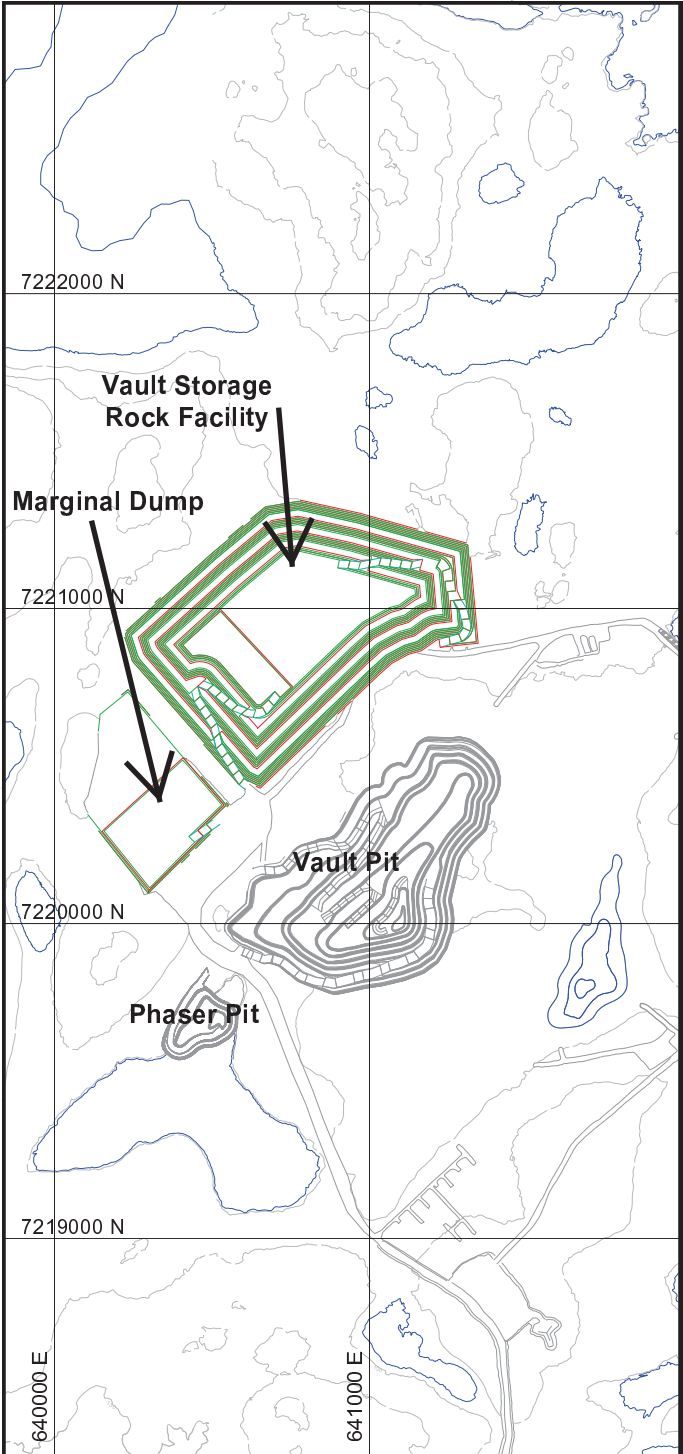 7222000 N
Vault Storage
Rock Facility
Marginal Dump
7221000 N
Vault Pit
7220000 N
Phaser Pit
7219000 N
640000 E
641000 E